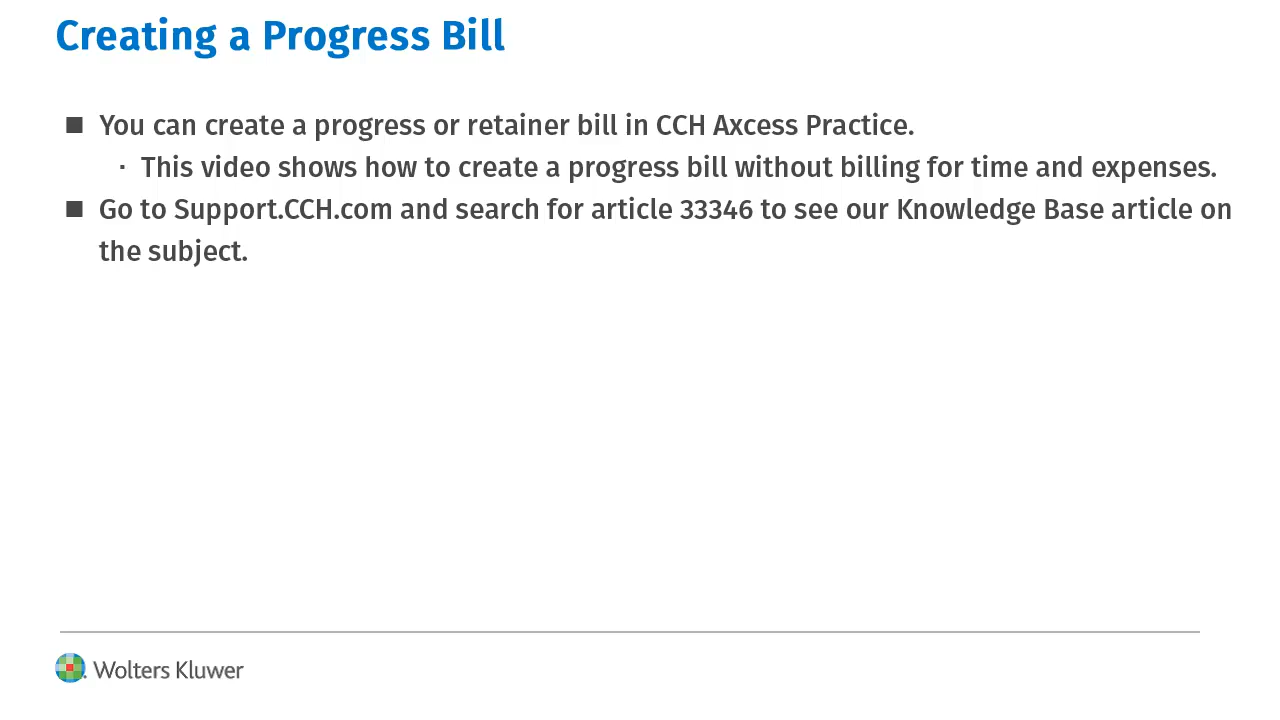 Creating a Progress Bill
■ You can create a progress or retainer bill in CCH Axcess Practice.
▪ This video shows how to create a progress bill without billing for time and expenses.
■ Go to Support.CCH.com and search for article 33346 to see our Knowledge Base article on
the subject.
Wolters Kluwer